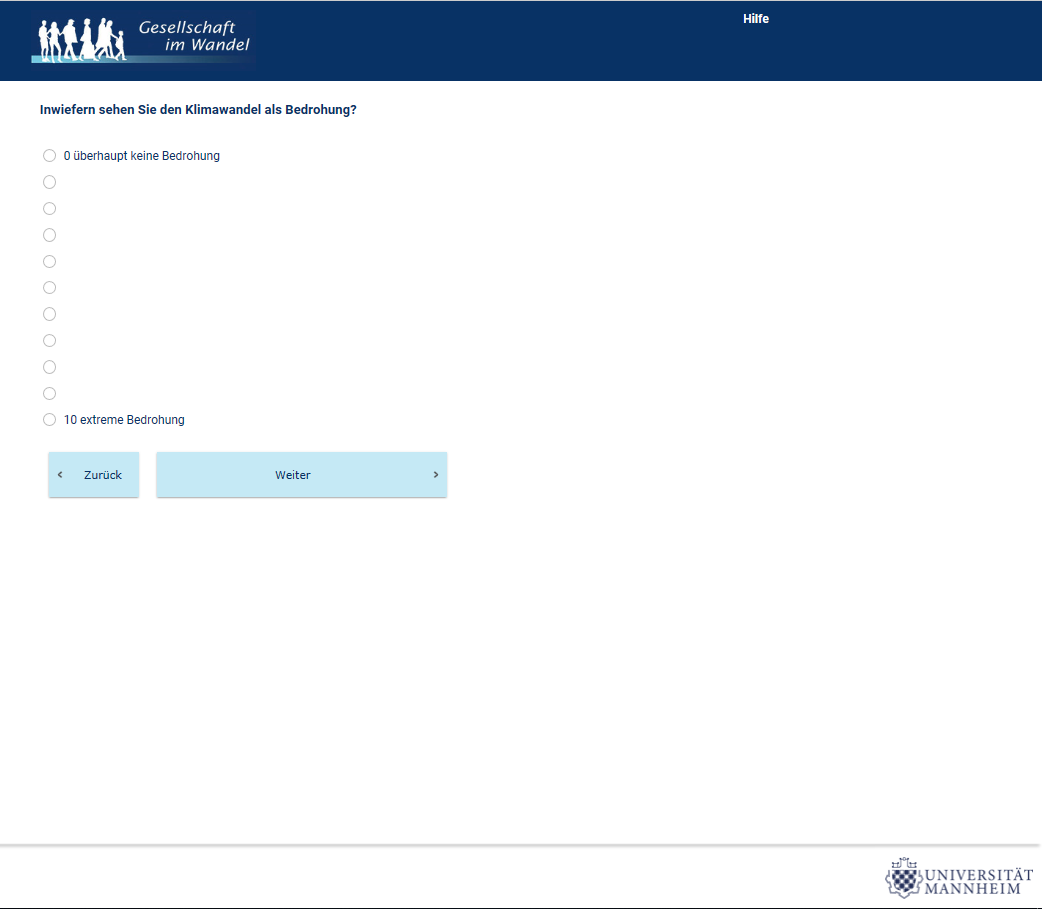 Gesellschaft
im Wandel
Hilfe
Inwiefern sehen Sie den Klimawandel als Bedrohung?
0 überhaupt keine Bedrohung
10 extreme Bedrohung
‹ Zurück
Weiter ›
UNIVERSITÄT
MANNHEIM